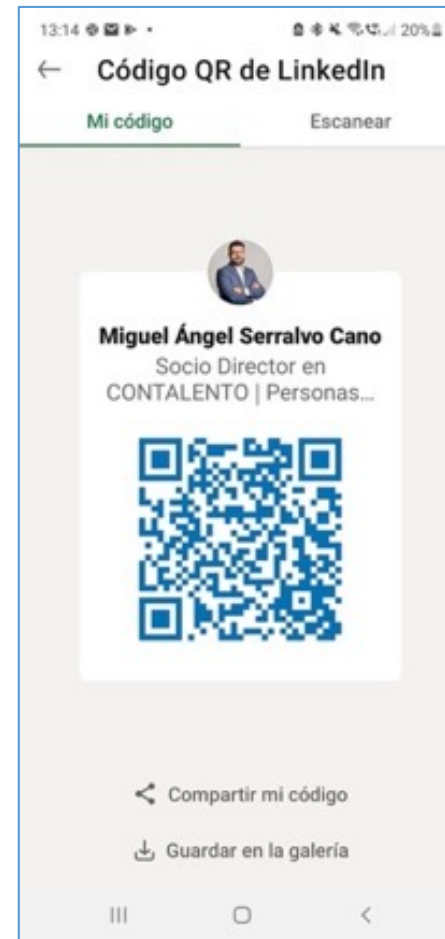 13:14 20%
Código QR de LinkedIn
Mi código Escanear
Miguel Ángel Serralvo Cano
Socio Director en
CONTALENTO | Personas...
Compartir mi código
Guardar en la galería